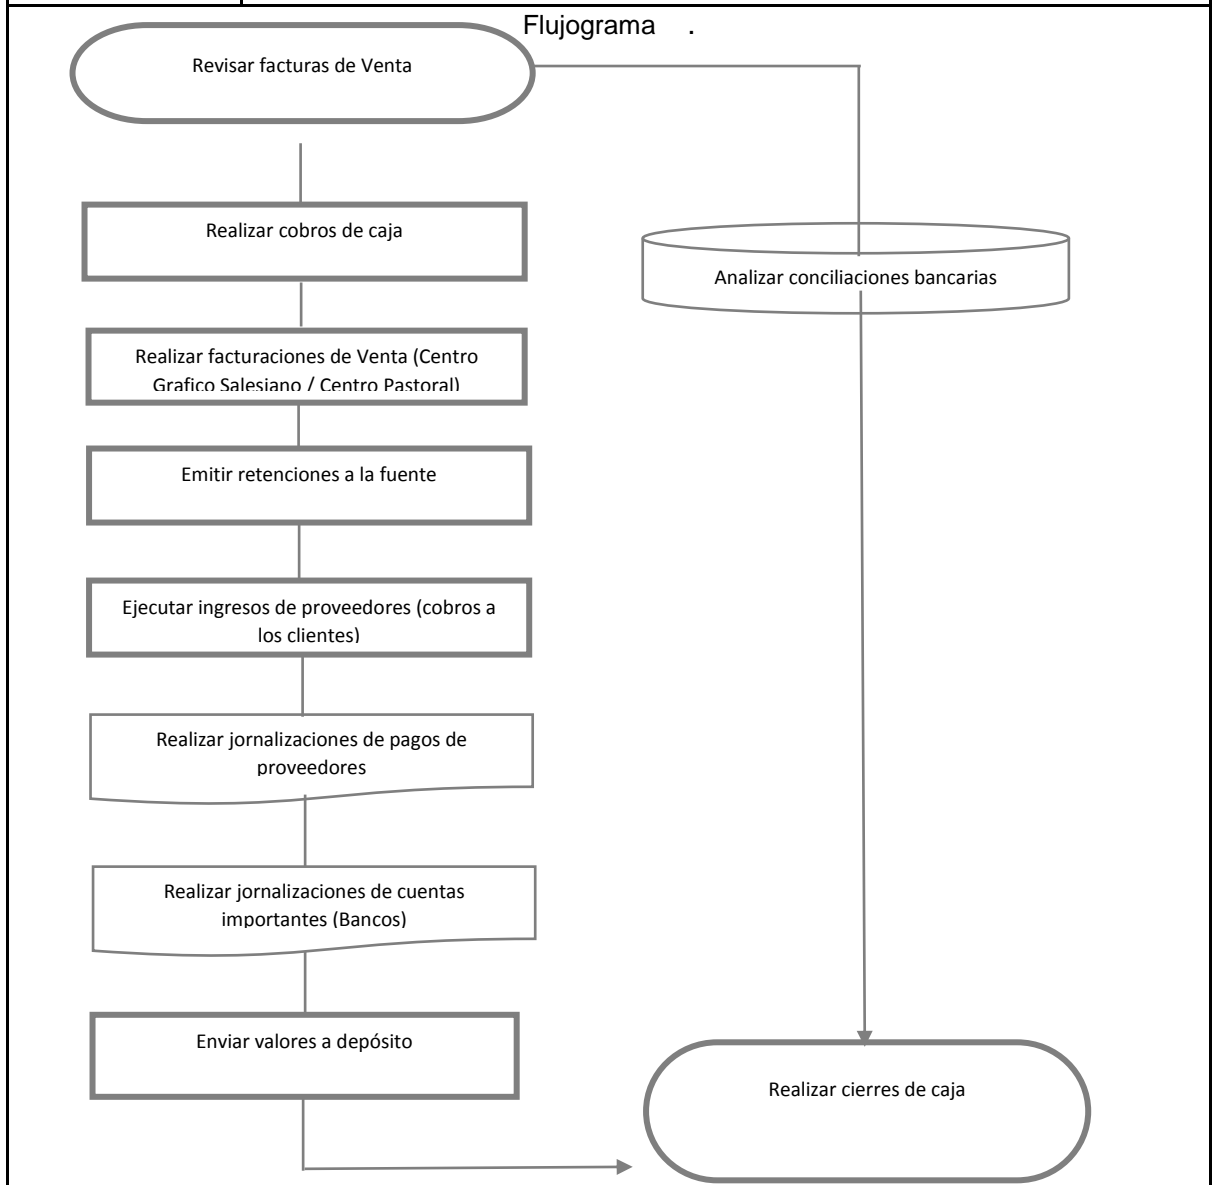 Flujograma .
Revisar facturas de Venta
Realizar cobros de caja
Realizar facturaciones de Venta (Centro
Grafico Salesiano / Centro Pastoral)
Emitir retenciones a la fuente
Ejecutar ingresos de proveedores (cobros a
los clientes)
Realizar jornalizaciones de pagos de
proveedores
Realizar jornalizaciones de cuentas
importantes (Bancos)
Enviar valores a depósito
Analizar conciliaciones bancarias
Realizar cierres de caja